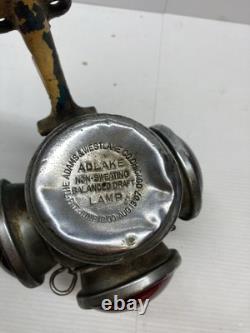 THE ADAMS & WESTLAKE CO.
ADLAKE
NON-SWEATING
BALANCED DRAFT
LAMP